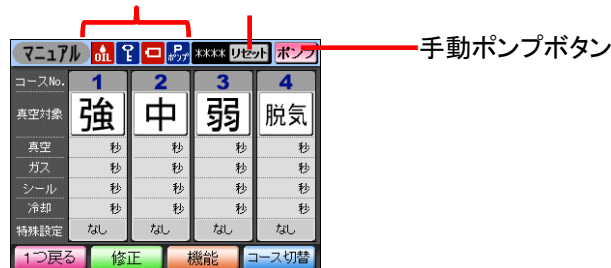 マニュアル OIL P ポップ **** リセット ポンプ 手動ポンプボタン
コースNo. 1 2 3 4
真空対象 強 中 弱 脱気
真空 秒 秒 秒 秒
ガス 秒 秒 秒 秒
シール 秒 秒 秒 秒
冷却 秒 秒 秒 秒
特殊設定 なし なし なし なし
1つ戻る 修正 機能 コース切替